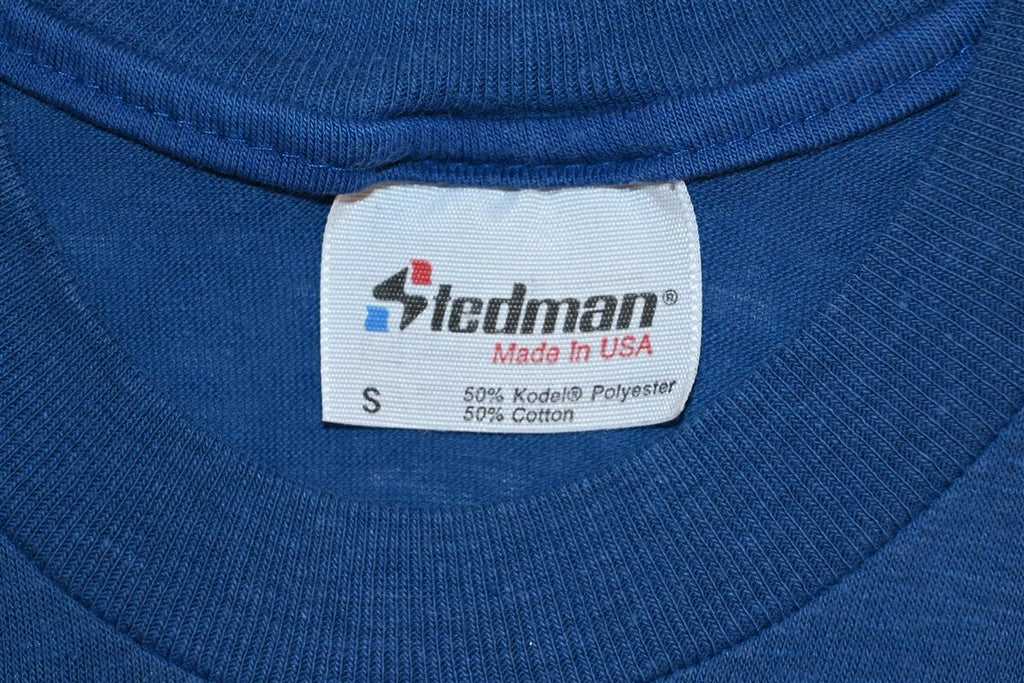 Stedman®
Made In USA
S
50% Kodel® Polyester
50% Cotton